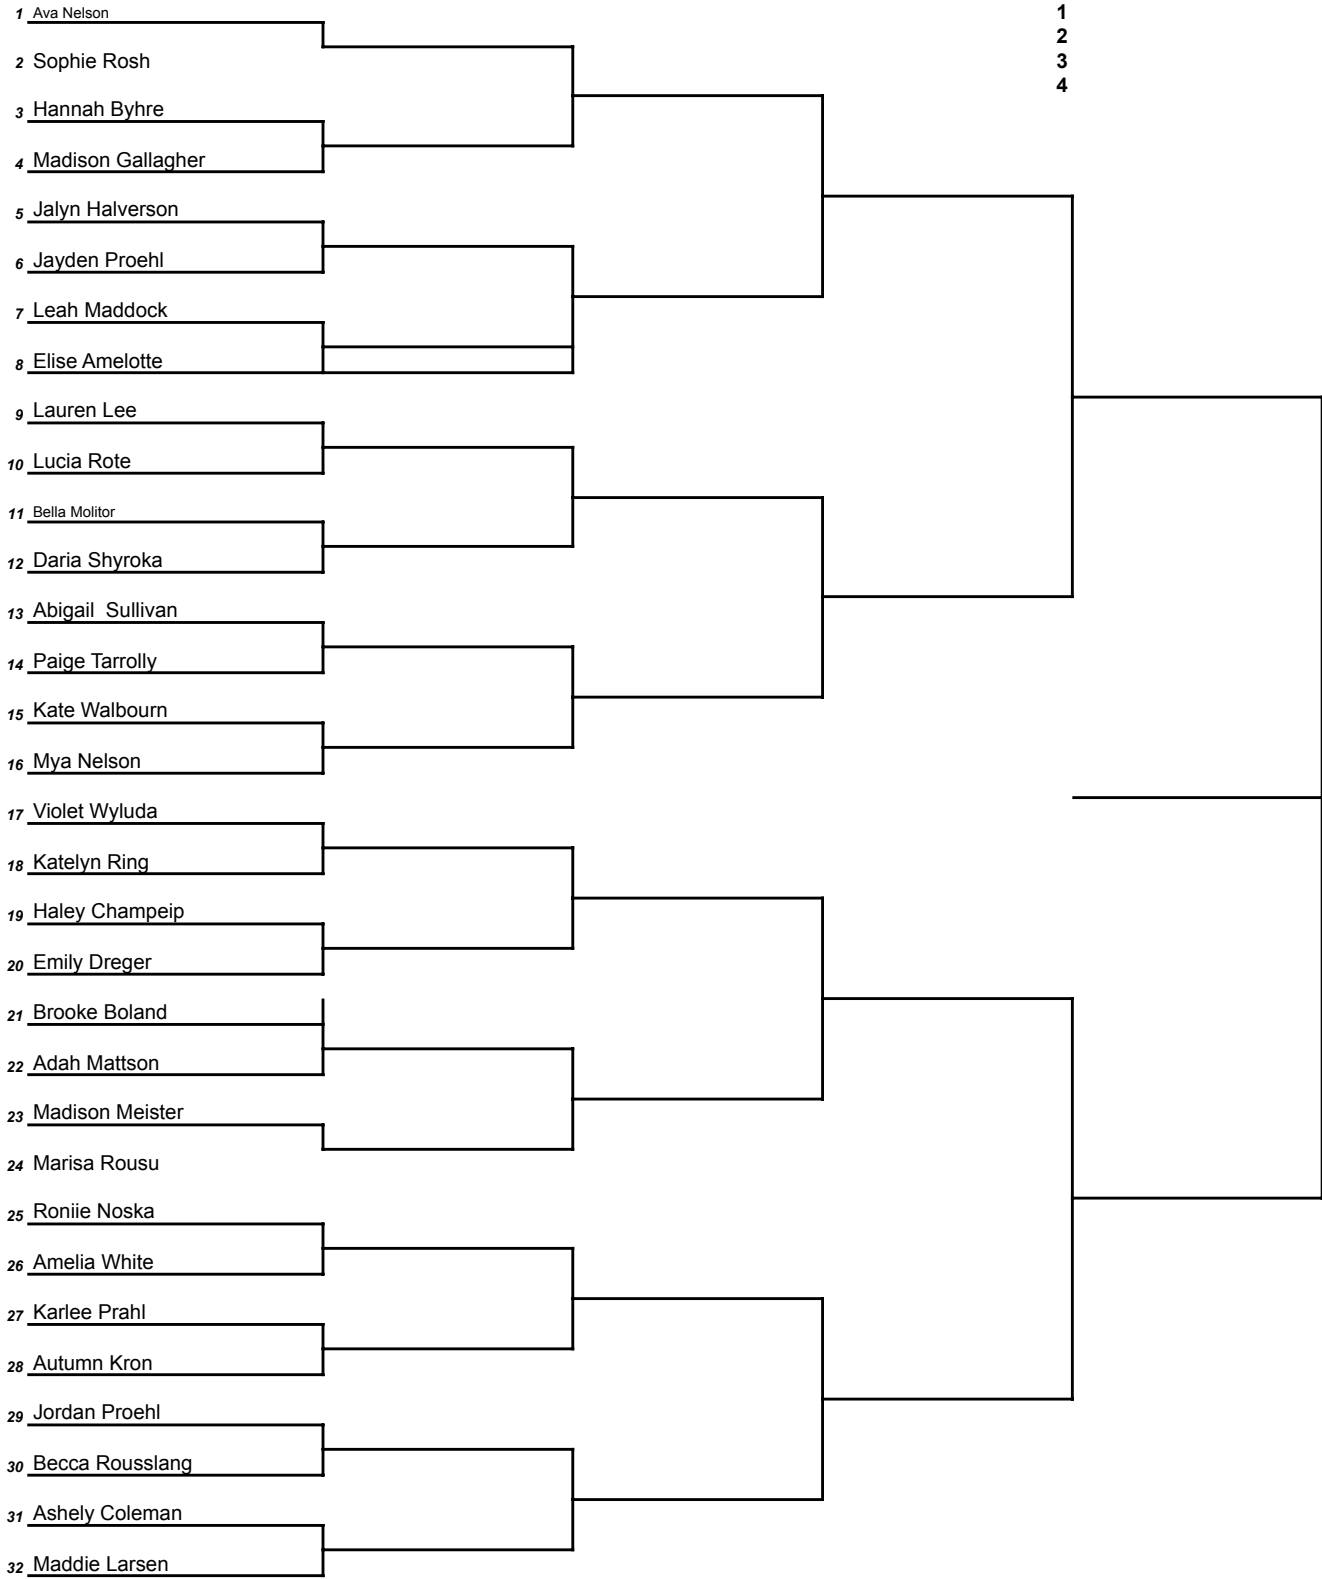 1 Ava Nelson
1
2
2 Sophie Rosh
3
4
3 Hannah Byhre
4 Madison Gallagher
5 Jalyn Halverson
6 Jayden Proehl
7 Leah Maddock
8 Elise Amelotte
9 Lauren Lee
10 Lucia Rote
11 Bella Molitor
12 Daria Shyroka
13 Abigail  Sullivan
14 Paige Tarrolly
15 Kate Walbourn
16 Mya Nelson
17 Violet Wyluda
18 Katelyn Ring
19 Haley Champeip
20 Emily Dreger
21 Brooke Boland
22 Adah Mattson
23 Madison Meister
24 Marisa Rousu
25 Roniie Noska
26 Amelia White
27 Karlee Prahl
28 Autumn Kron
29 Jordan Proehl
30 Becca Rousslang
31 Ashely Coleman
32 Maddie Larsen